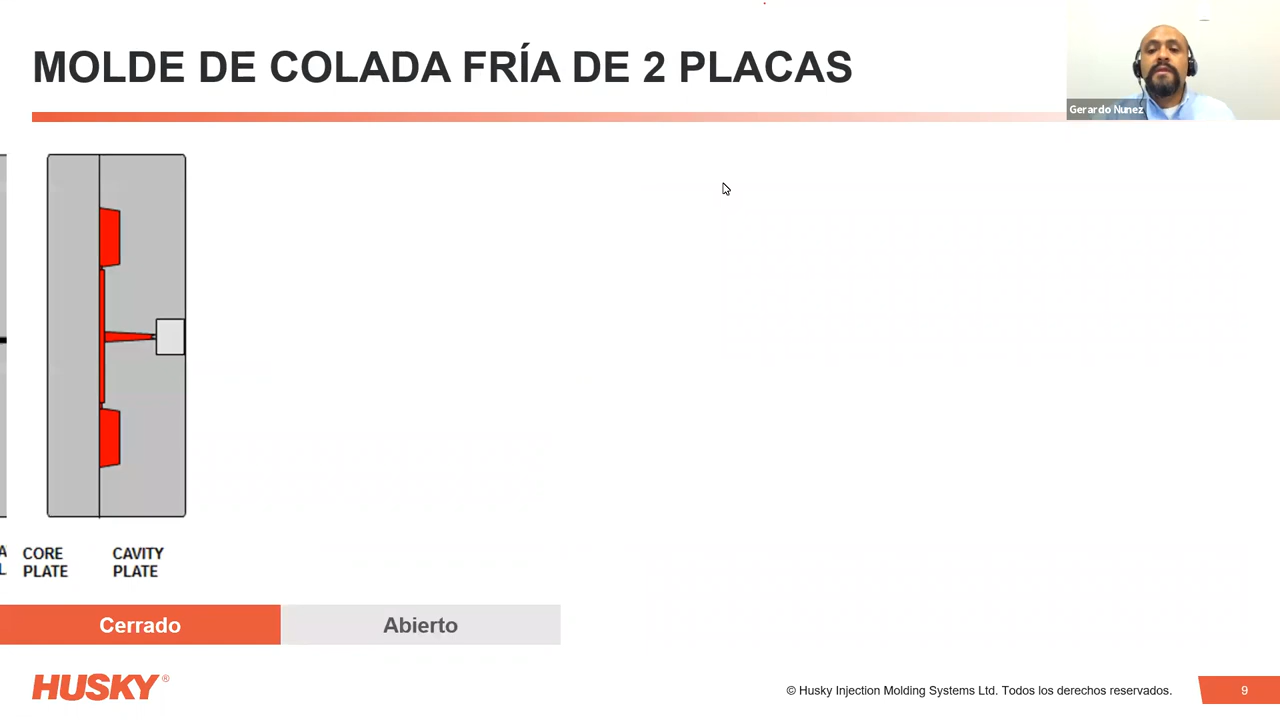 MOLDE DE COLADA FRÍA DE 2 PLACAS
Gerardo Nunez
A CORE CAVITY
L PLATE PLATE
Cerrado Abierto
HUSKY®
© Husky Injection Molding Systems Ltd. Todos los derechos reservados. 9